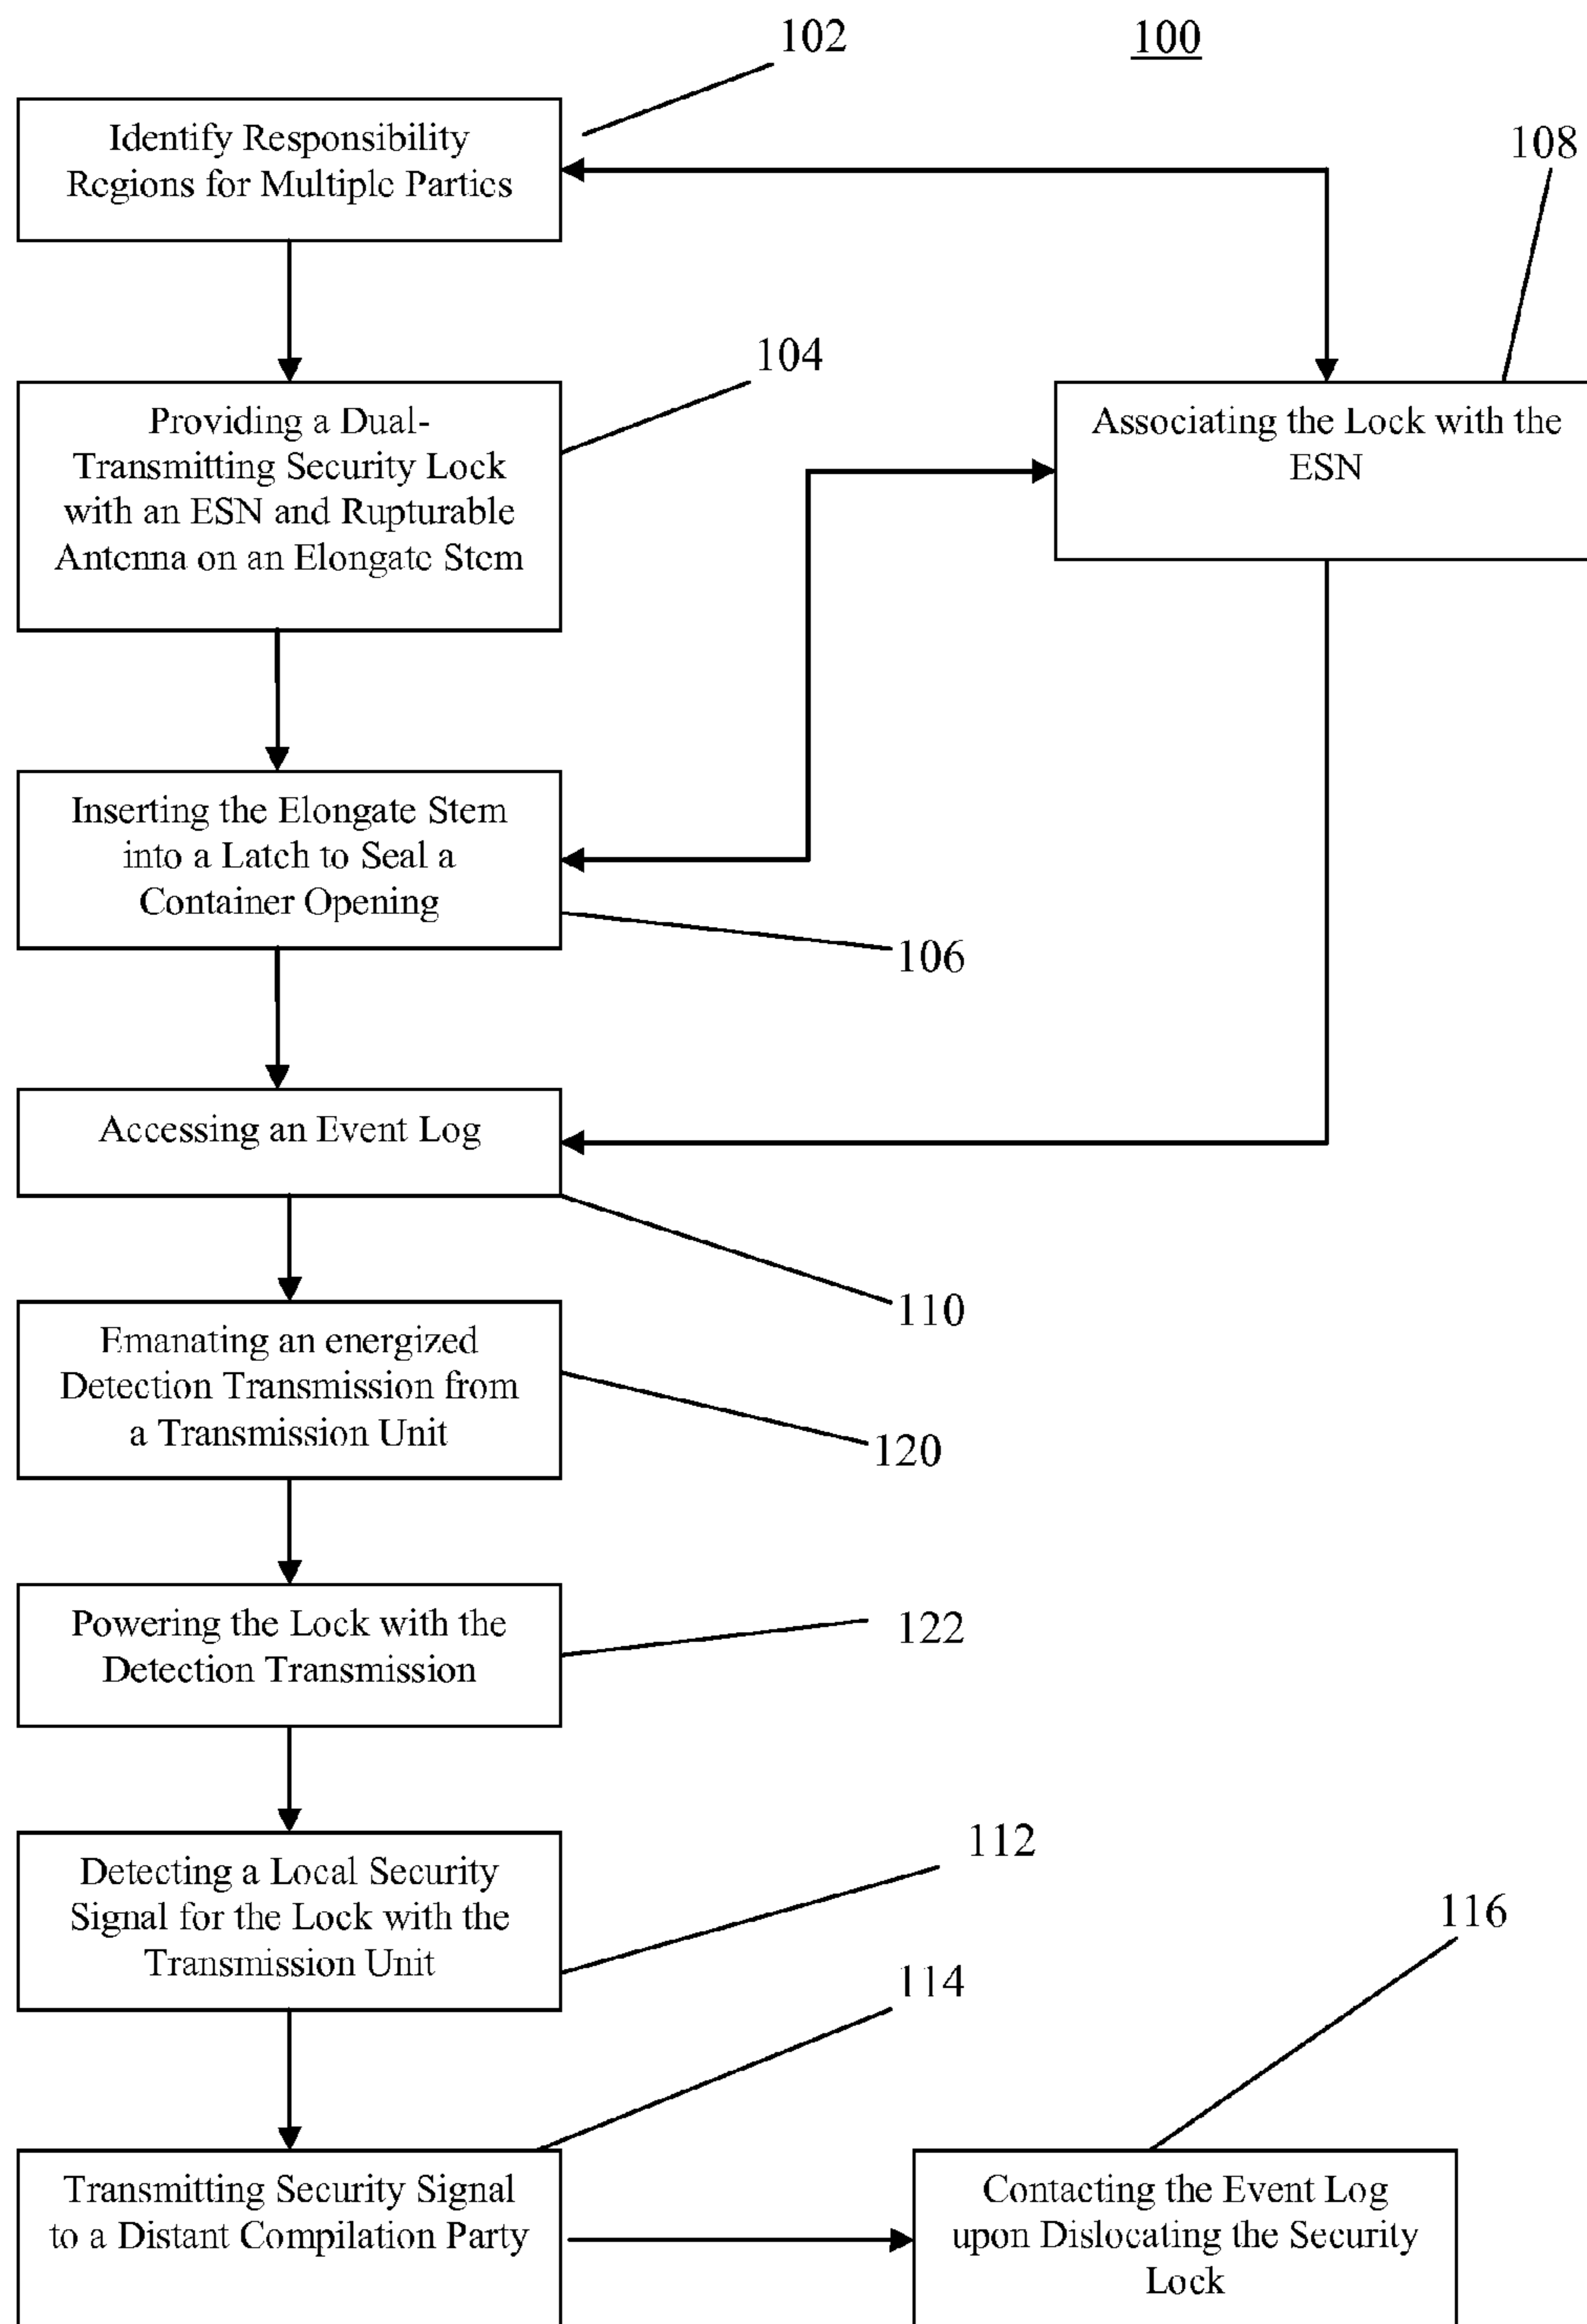 102
100
Identify Responsibility
Regions for Multiple Parties
108
104
Providing a Dual-
Transmitting Security Lock
with an ESN and Rupturable
Antenna on an Elongate Stem
Associating the Lock with the
ESN
Inserting the Elongate Stem
into a Latch to Seal a
Container Opening
106
Accessing an Event Log
110
Emanating an energized
Detection Transmission from
a Transmission Unit
120
Powering the Lock with the
Detection Transmission
122
Detecting a Local Security
Signal for the Lock with the
Transmission Unit
112
116
114
Transmitting Security Signal
to a Distant Compilation Party
Contacting the Event Log
upon Dislocating the Security
Lock